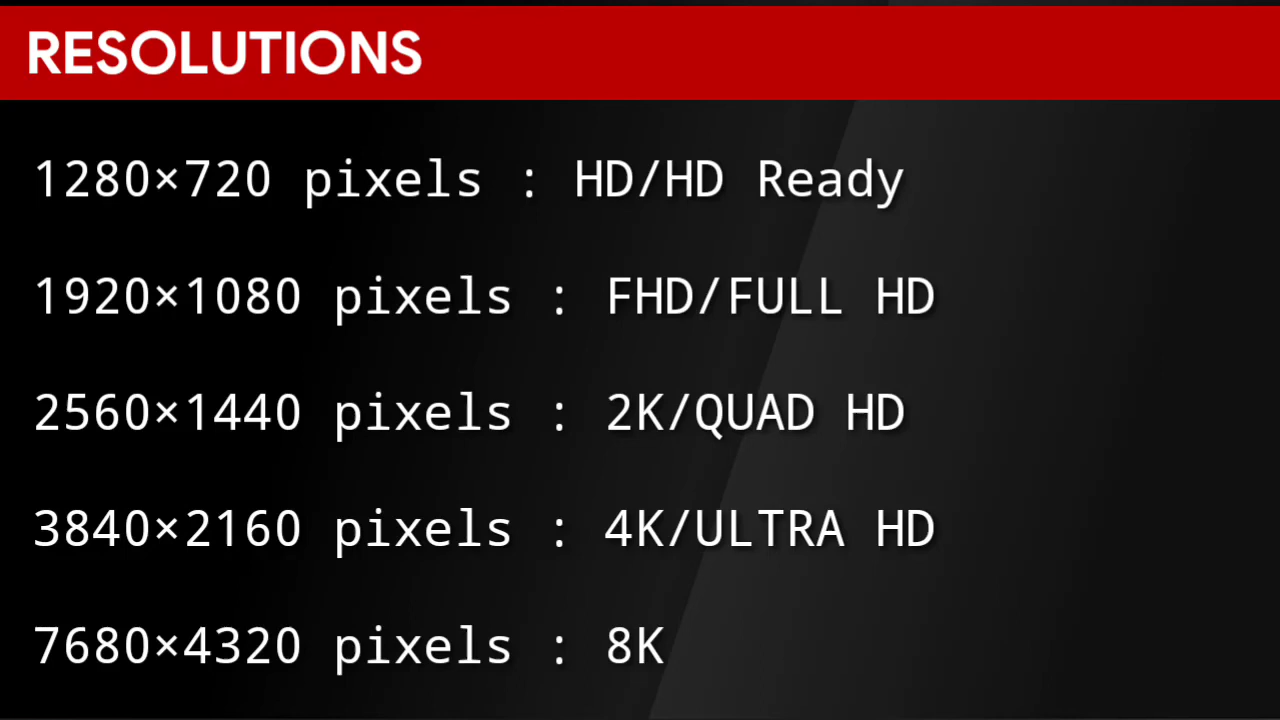 RESOLUTIONS
1280×720 pixels : HD/HD Ready
1920×1080 pixels : FHD/FULL HD
2560×1440 pixels : 2K/QUAD HD
3840×2160 pixels : 4K/ULTRA HD
7680×4320 pixels : 8K